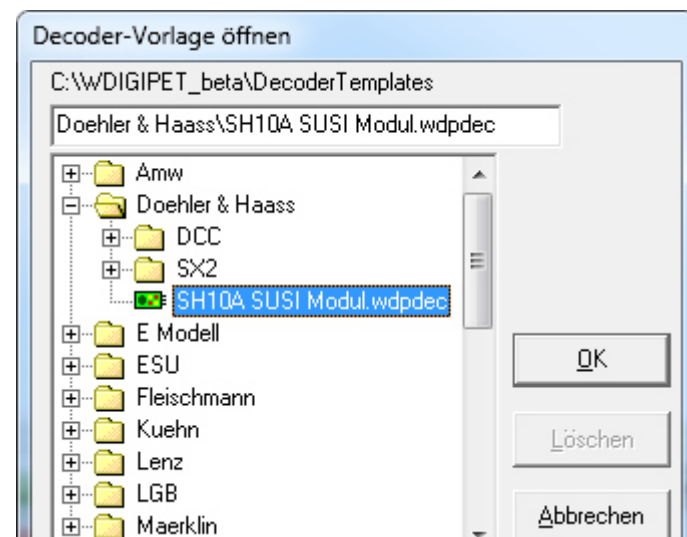 Decoder-Vorlage öffnen
C:\WDIGIPET_beta\DecoderTemplates
Doehler & Haass\SH10A SUSI Modul.wdpdec
Amw
Doehler & Haass
DCC
SX2
SH10A SUSI Modul.wdpdec
E Modell
ESU
Fleischmann
Kuehn
Lenz
LGB
Maerklin
OK
Löschen
Abbrechen